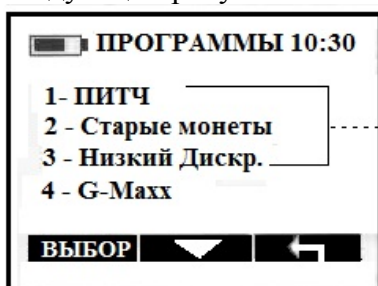 ПРОГРАММЫ 10:30
1- ПИТЧ
2 - Старые монеты
3 - Низкий Дискр.
4 - G-Maxx
ВЫБОР